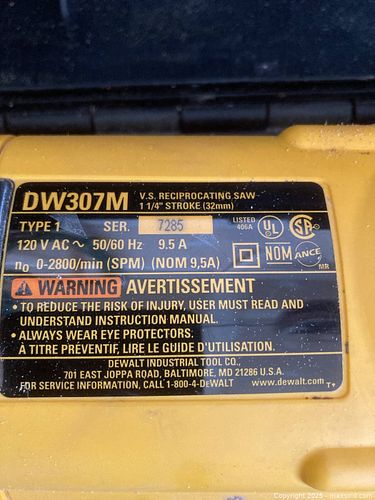 DW307M V.S. RECIPROCATING SAW
1 1/4" STROKE (32mm)
TYPE 1 SER. 7285 LISTED
406A UL SA
120 V AC ~ 50/60 Hz 9.5 A
n₀ 0-2800/min (SPM) (NOM 9,5A) NOM ANCE
MR
WARNING AVERTISSEMENT
• TO REDUCE THE RISK OF INJURY, USER MUST READ AND
UNDERSTAND INSTRUCTION MANUAL.
• ALWAYS WEAR EYE PROTECTORS.
À TITRE PRÉVENTIF, LIRE LE GUIDE D'UTILISATION.
DEWALT INDUSTRIAL TOOL CO.,
701 EAST JOPPA ROAD, BALTIMORE, MD 21286 U.S.A.
FOR SERVICE INFORMATION, CALL 1-800-4-DEWALT www.dewalt.com